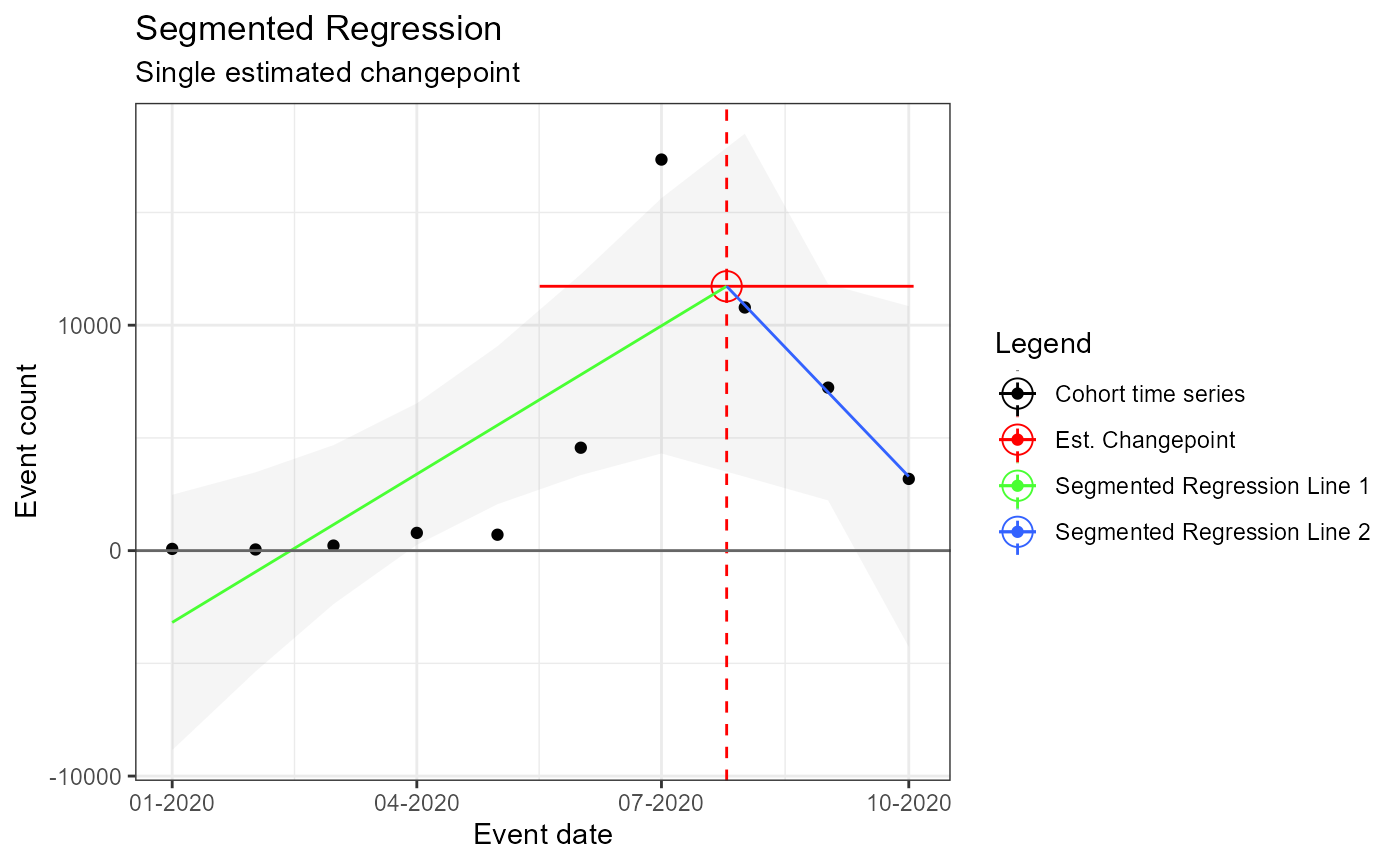 Segmented Regression
Single estimated changepoint
Event count
10000
0
-10000
01-2020
04-2020
07-2020
10-2020
Event date
Legend
Cohort time series
Est. Changepoint
Segmented Regression Line 1
Segmented Regression Line 2